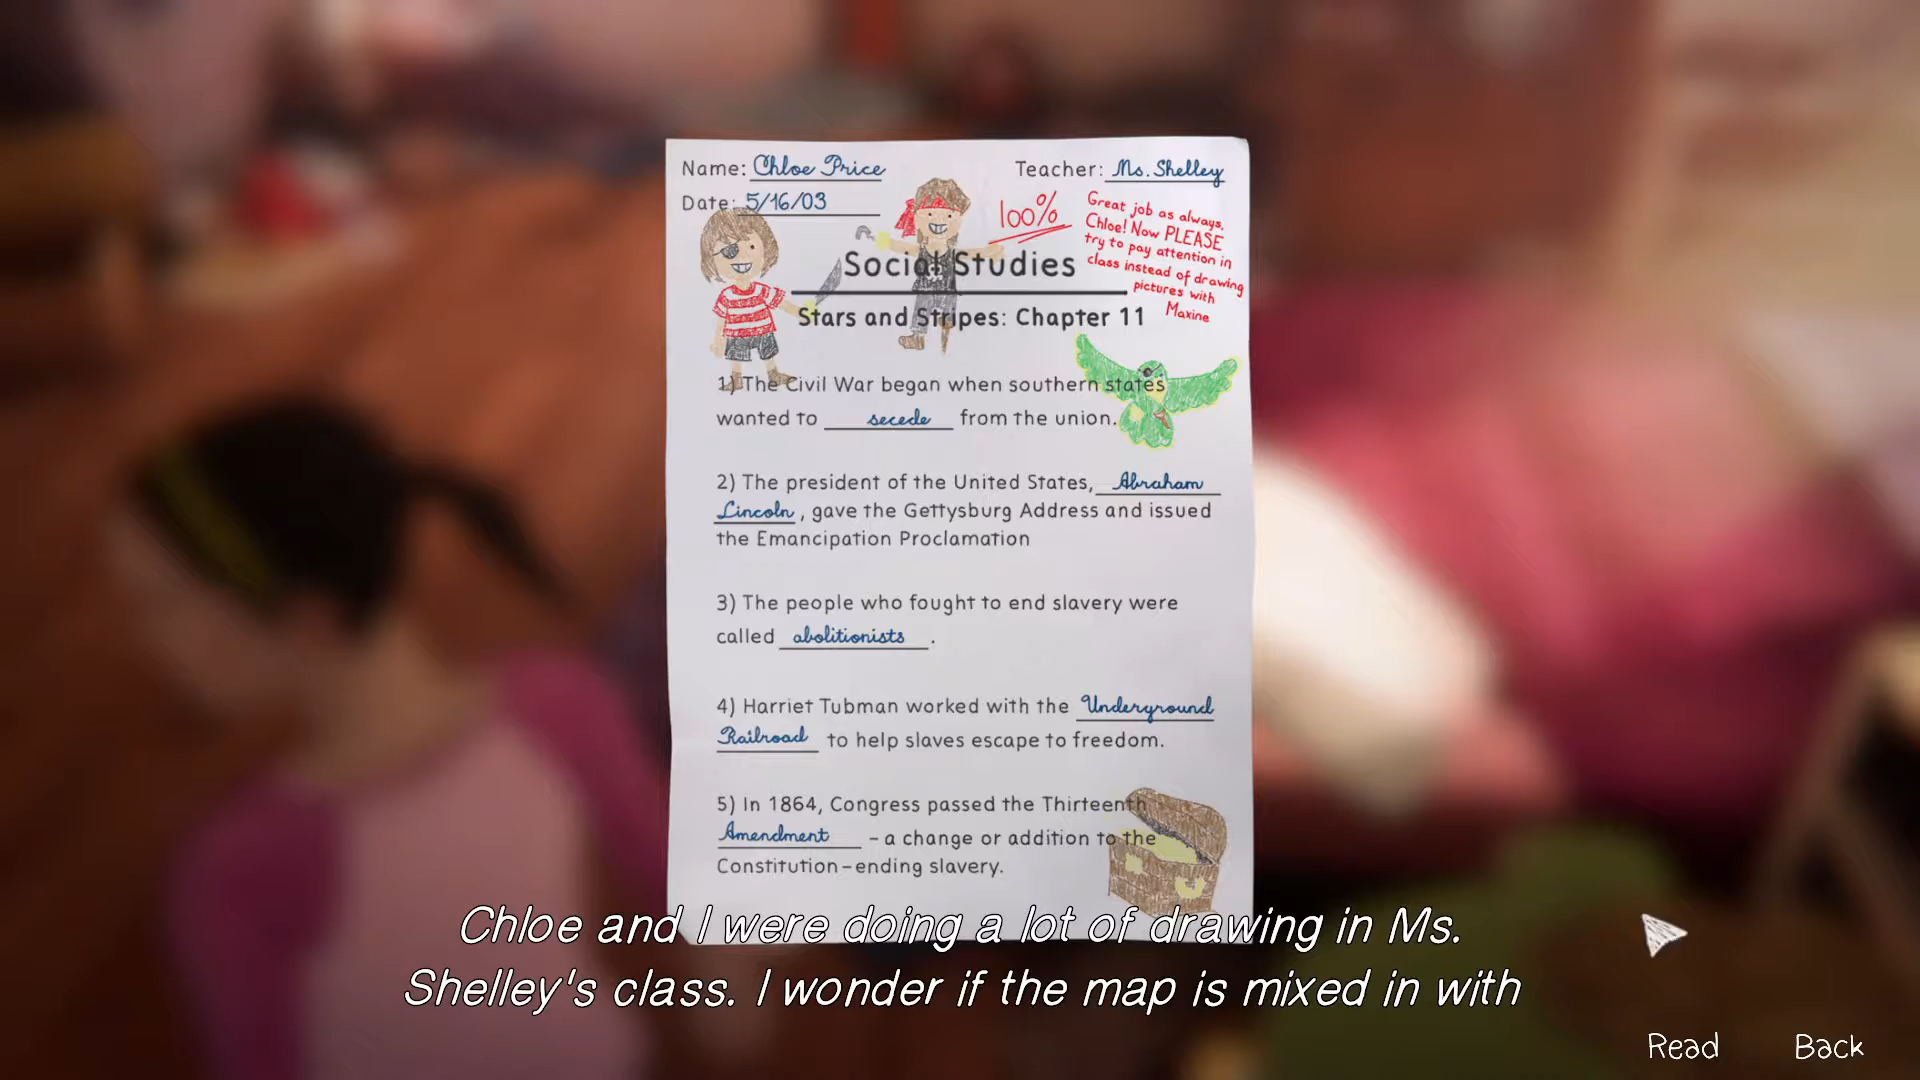 Name: Chloe Price
Teacher: Ms. Shelley
Date: 5/16/03
100%
Great job as always,
Chloe! Now PLEASE
try to pay attention in
class instead of drawing
pictures with
Maxine
Social Studies
Stars and Stripes: Chapter 11
1) The Civil War began when southern states
wanted to secede from the union.
2) The president of the United States, Abraham
Lincoln, gave the Gettysburg Address and issued
the Emancipation Proclamation
3) The people who fought to end slavery were
called abolitionists.
4) Harriet Tubman worked with the Underground
Railroad to help slaves escape to freedom.
5) In 1864, Congress passed the Thirteenth
Amendment - a change or addition to the
Constitution-ending slavery.
Chloe and I were doing a lot of drawing in Ms.
Shelley's class. I wonder if the map is mixed in with
Read Back